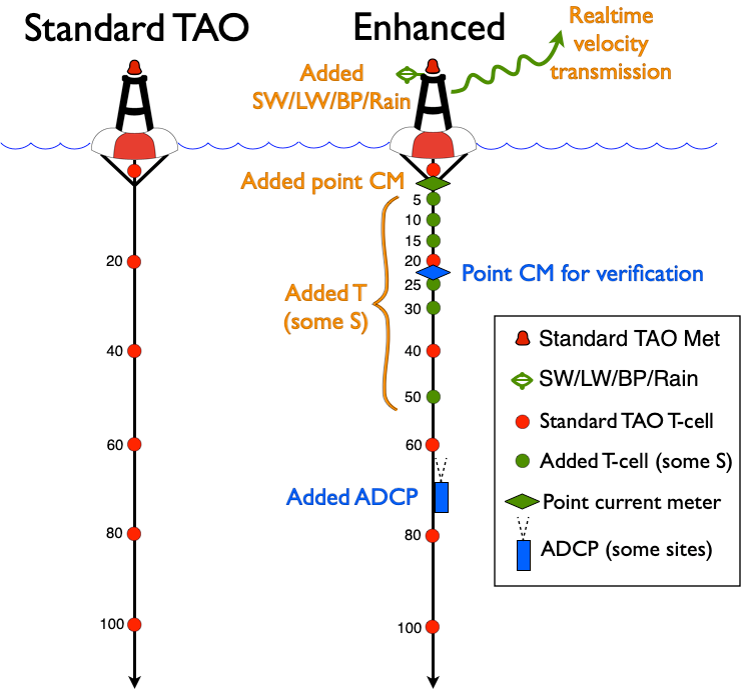 Standard TAO
Enhanced
Realtime
velocity
transmission
Added
SW/LW/BP/Rain
Added point CM
5
10
15
20
20
Point CM for verification
25
Added T
(some S)
30
40
40
50
60
60
Added ADCP
80
80
100
100
Standard TAO Met
SW/LW/BP/Rain
Standard TAO T-cell
Added T-cell (some S)
Point current meter
ADCP (some sites)